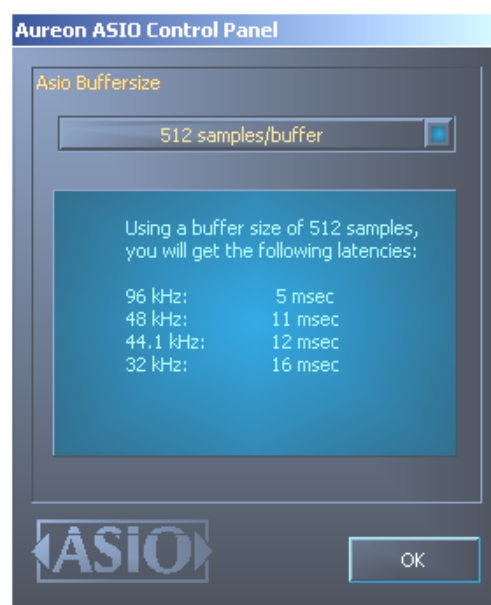 Aureon ASIO Control Panel
Asio Buffersize
512 samples/buffer
Using a buffer size of 512 samples,
you will get the following latencies:
96 kHz: 5 msec
48 kHz: 11 msec
44.1 kHz: 12 msec
32 kHz: 16 msec
ASiO
OK